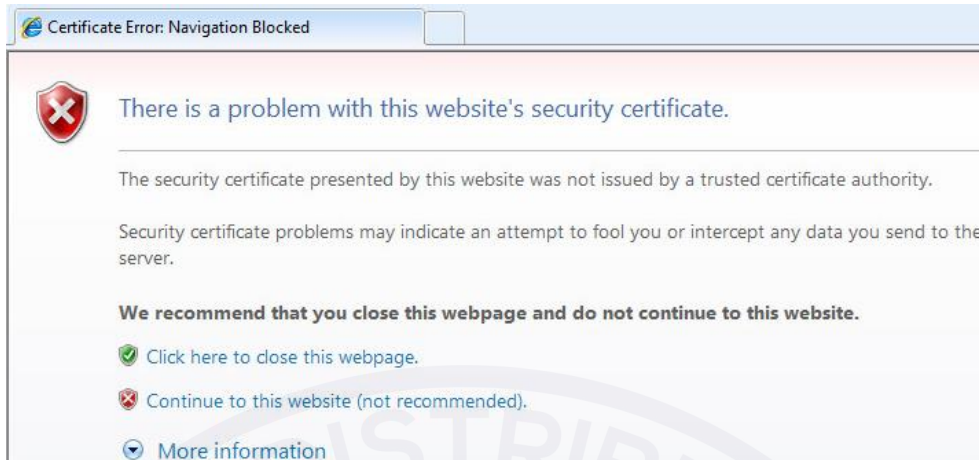 Certificate Error: Navigation Blocked
There is a problem with this website's security certificate.
The security certificate presented by this website was not issued by a trusted certificate authority.
Security certificate problems may indicate an attempt to fool you or intercept any data you send to the
server.
We recommend that you close this webpage and do not continue to this website.
Click here to close this webpage.
Continue to this website (not recommended).
More information